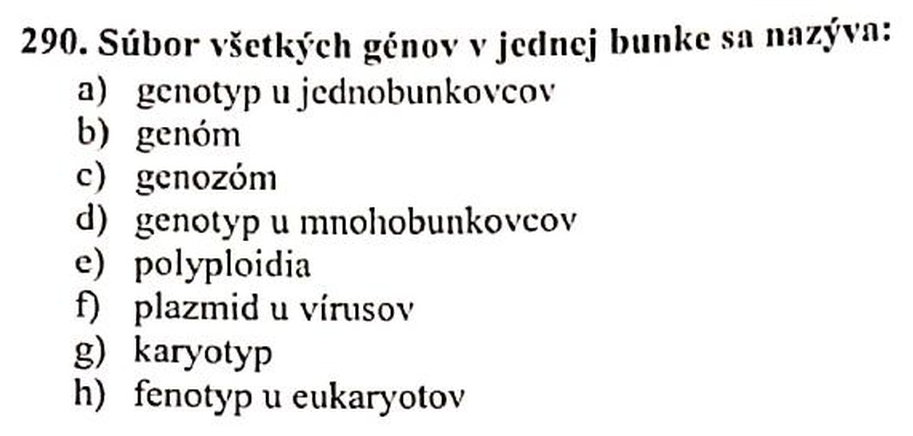 290. Súbor všetkých génov v jednej bunke sa nazýva:
a) genotyp u jednobunkovcov
b) genóm
c) genozóm
d) genotyp u mnohobunkovcov
e) polyploidia
f) plazmid u vírusov
g) karyotyp
h) fenotyp u eukaryotov